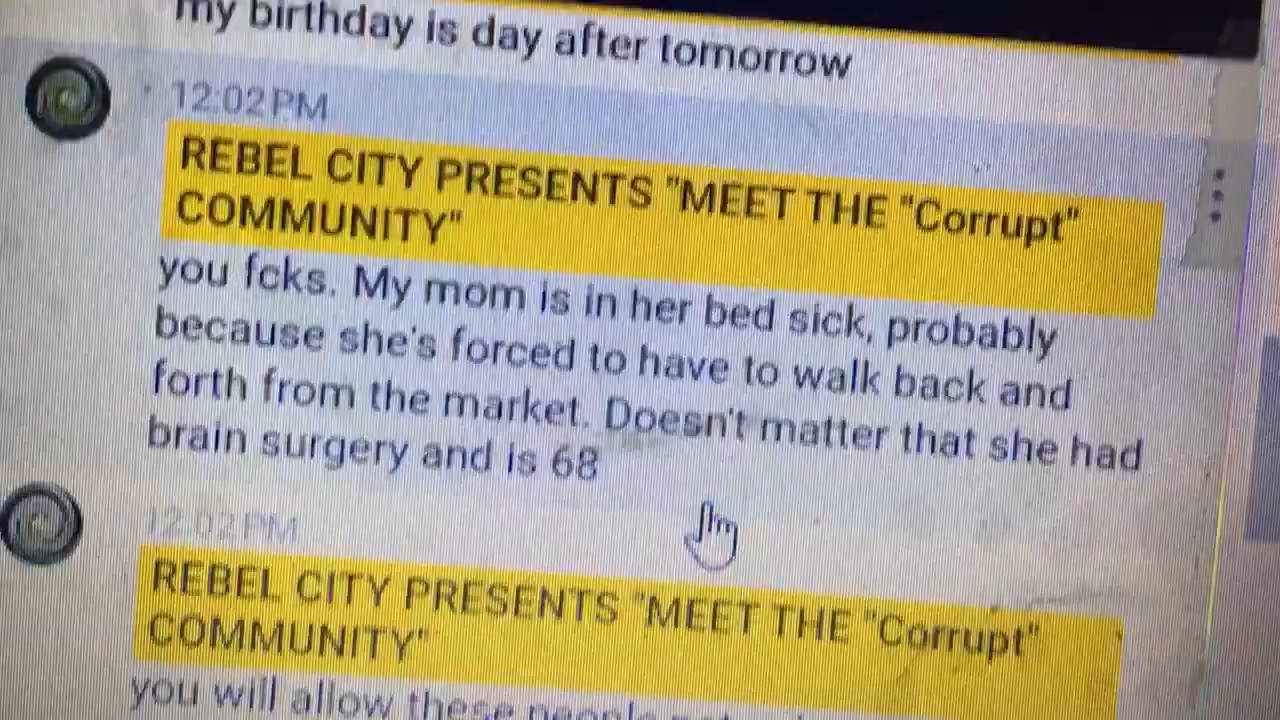 my birthday is day after tomorrow
12:02 PM
REBEL CITY PRESENTS "MEET THE "Corrupt"
COMMUNITY"
you fcks. My mom is in her bed sick, probably
because she's forced to have to walk back and
forth from the market. Doesn't matter that she had
brain surgery and is 68
12:02 PM
REBEL CITY PRESENTS "MEET THE "Corrupt"
COMMUNITY"
you will allow these people